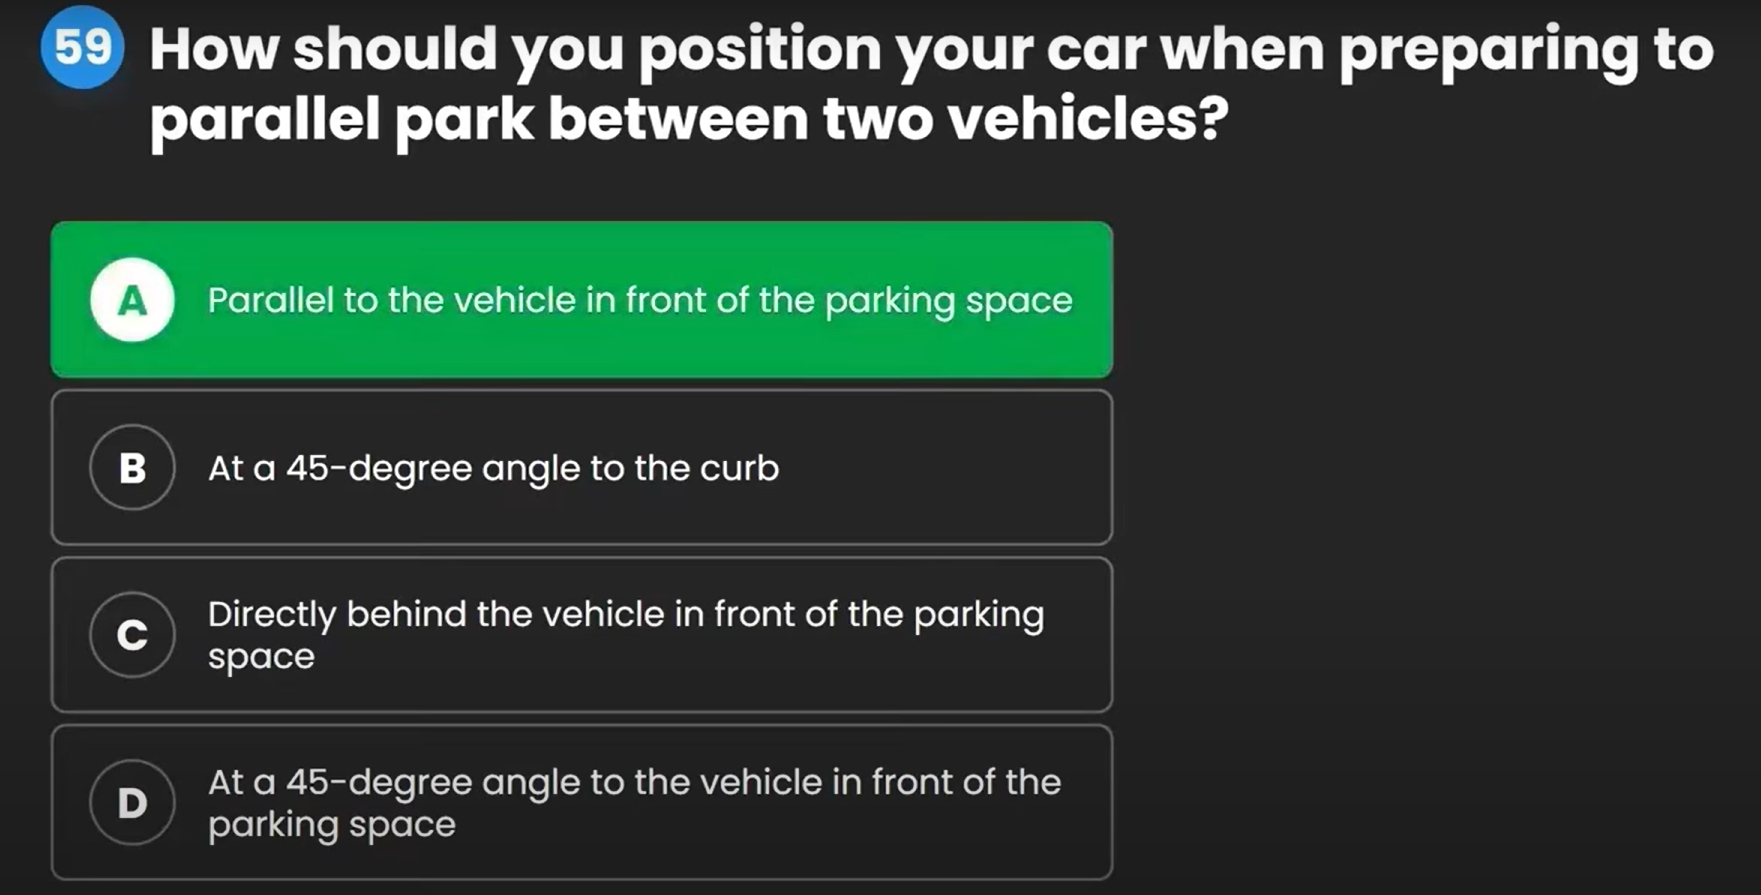 59 How should you position your car when preparing to
parallel park between two vehicles?
A Parallel to the vehicle in front of the parking space
B At a 45-degree angle to the curb
C Directly behind the vehicle in front of the parking
space
D At a 45-degree angle to the vehicle in front of the
parking space